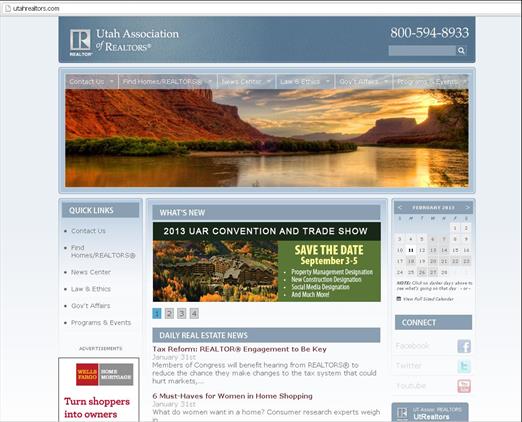 utahrealtors.com
Utah Association
of REALTORS®
REALTOR®
800-594-8933
Contact Us
Find Homes/REALTORS®
News Center
Law & Ethics
Gov't Affairs
Programs & Events
QUICK LINKS
Contact Us
Find
Homes/REALTORS®
News Center
Law & Ethics
Gov't Affairs
Programs & Events
ADVERTISEMENTS
WELLS
FARGO
HOME
MORTGAGE
Turn shoppers
into owners
WHAT'S NEW
2013 UAR CONVENTION AND TRADE SHOW
SAVE THE DATE
September 3-5
• Property Management Designation
• New Construction Designation
• Social Media Designation
• And Much More!
1 2 3 4
DAILY REAL ESTATE NEWS
Tax Reform: REALTOR® Engagement to Be Key
January 31st
Members of Congress will benefit hearing from REALTORS® to
reduce the chance they make changes to the tax system that could
hurt markets,...
6 Must-Haves for Women in Home Shopping
January 31st
What do women want in a home? Consumer research experts weigh
< FEBRUARY 2013 >
S M T W T F S
1 2
3 4 5 6 7 8 9
10 11 12 13 14 15 16
17 18 19 20 21 22 23
24 25 26 27 28
NOTE: Click on darker days above to
see what's going on that day - or -
View Full Sized Calendar
CONNECT
Facebook
Twitter
Youtube
UT Assoc. REALTORS
UtRealtors